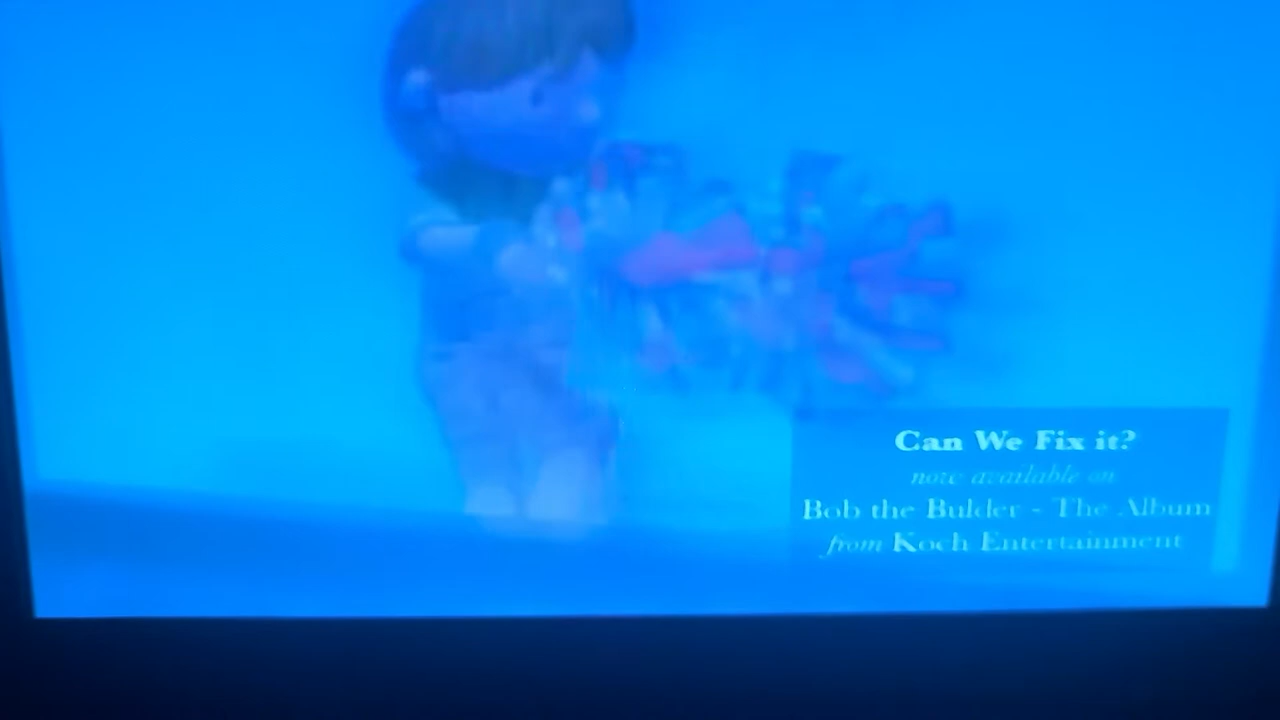 Can We Fix it?
now available on
Bob the Bulder - The Album
from Koch Entertainment